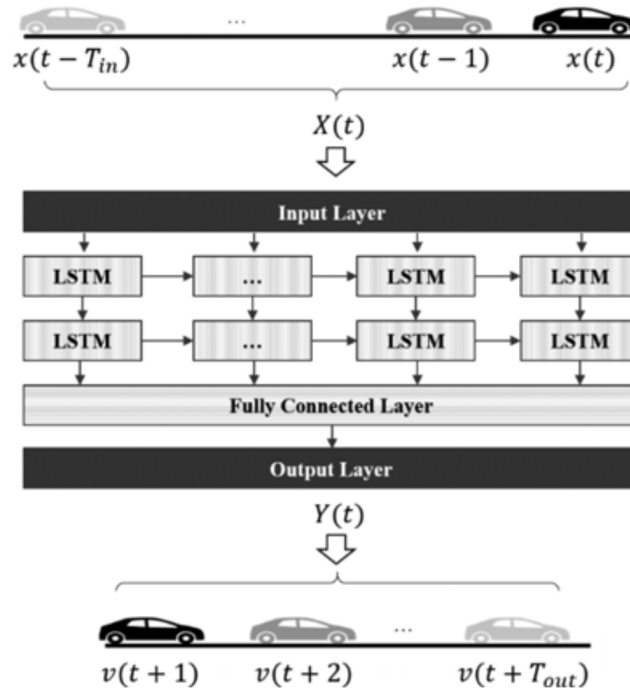 ...
x(t − T_in) x(t − 1) x(t)
X(t)
Input Layer
LSTM ... LSTM LSTM
LSTM ... LSTM LSTM
Fully Connected Layer
Output Layer
Y(t)
...
v(t + 1) v(t + 2) v(t + T_out)